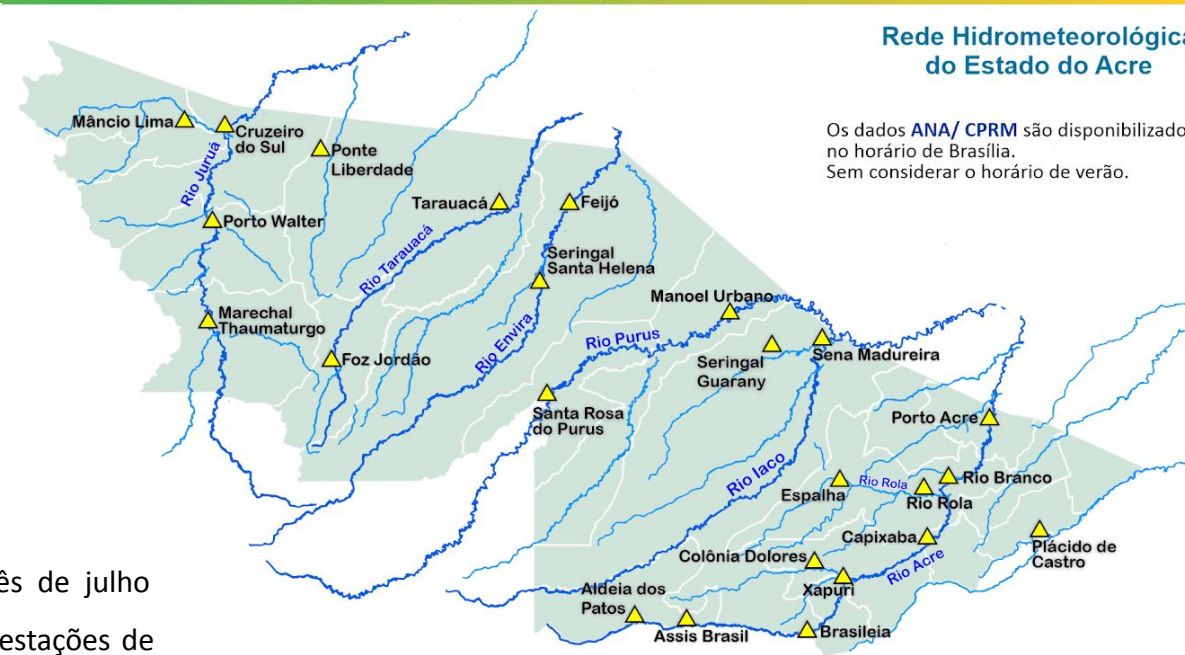 Rede Hidrometeorológica
do Estado do Acre
Os dados ANA/ CPRM são disponibilizado
no horário de Brasília.
Sem considerar o horário de verão.
Mâncio Lima
Cruzeiro
do Sul
Ponte
Liberdade
Rio Juruá
Porto Walter
Tarauacá
Feijó
Rio Tarauacá
Seringal
Santa Helena
Marechal
Thaumaturgo
Foz Jordão
Rio Envira
Manoel Urbano
Rio Purus
Seringal
Guarany
Sena Madureira
Santa Rosa
do Purus
Porto Acre
Rio Iaco
Espalha
Rio Rola
Rio Rola
Rio Branco
Capixaba
Plácido de
Castro
Colônia Dolores
Rio Acre
Xapuri
Aldeia dos
Patos
Assis Brasil
Brasileia
ês de julho
estações de